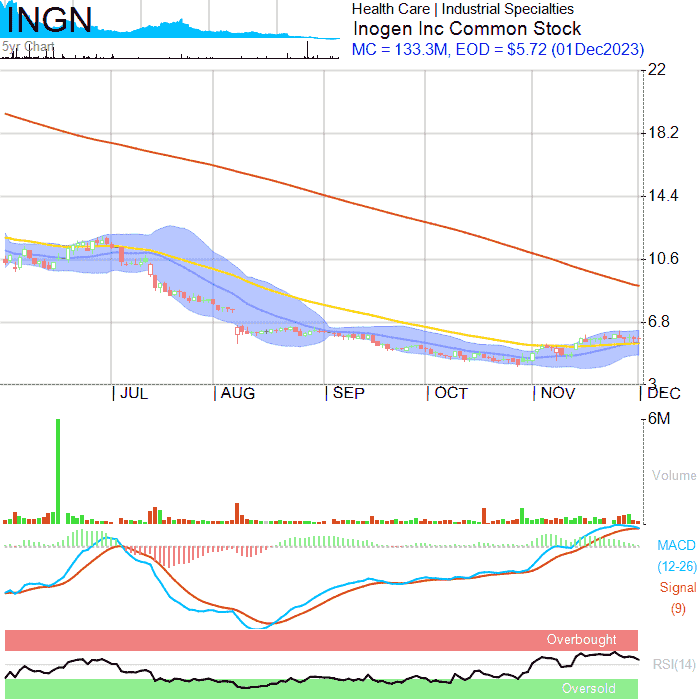 INGN
5yr Chart
Health Care | Industrial Specialties
Inogen Inc Common Stock
MC = 133.3M, EOD = $5.72 (01Dec2023)
22
18.2
14.4
10.6
6.8
3
JUL AUG SEP OCT NOV DEC
6M
Volume
MACD
(12-26)
Signal
(9)
Overbought
RSI(14)
Oversold